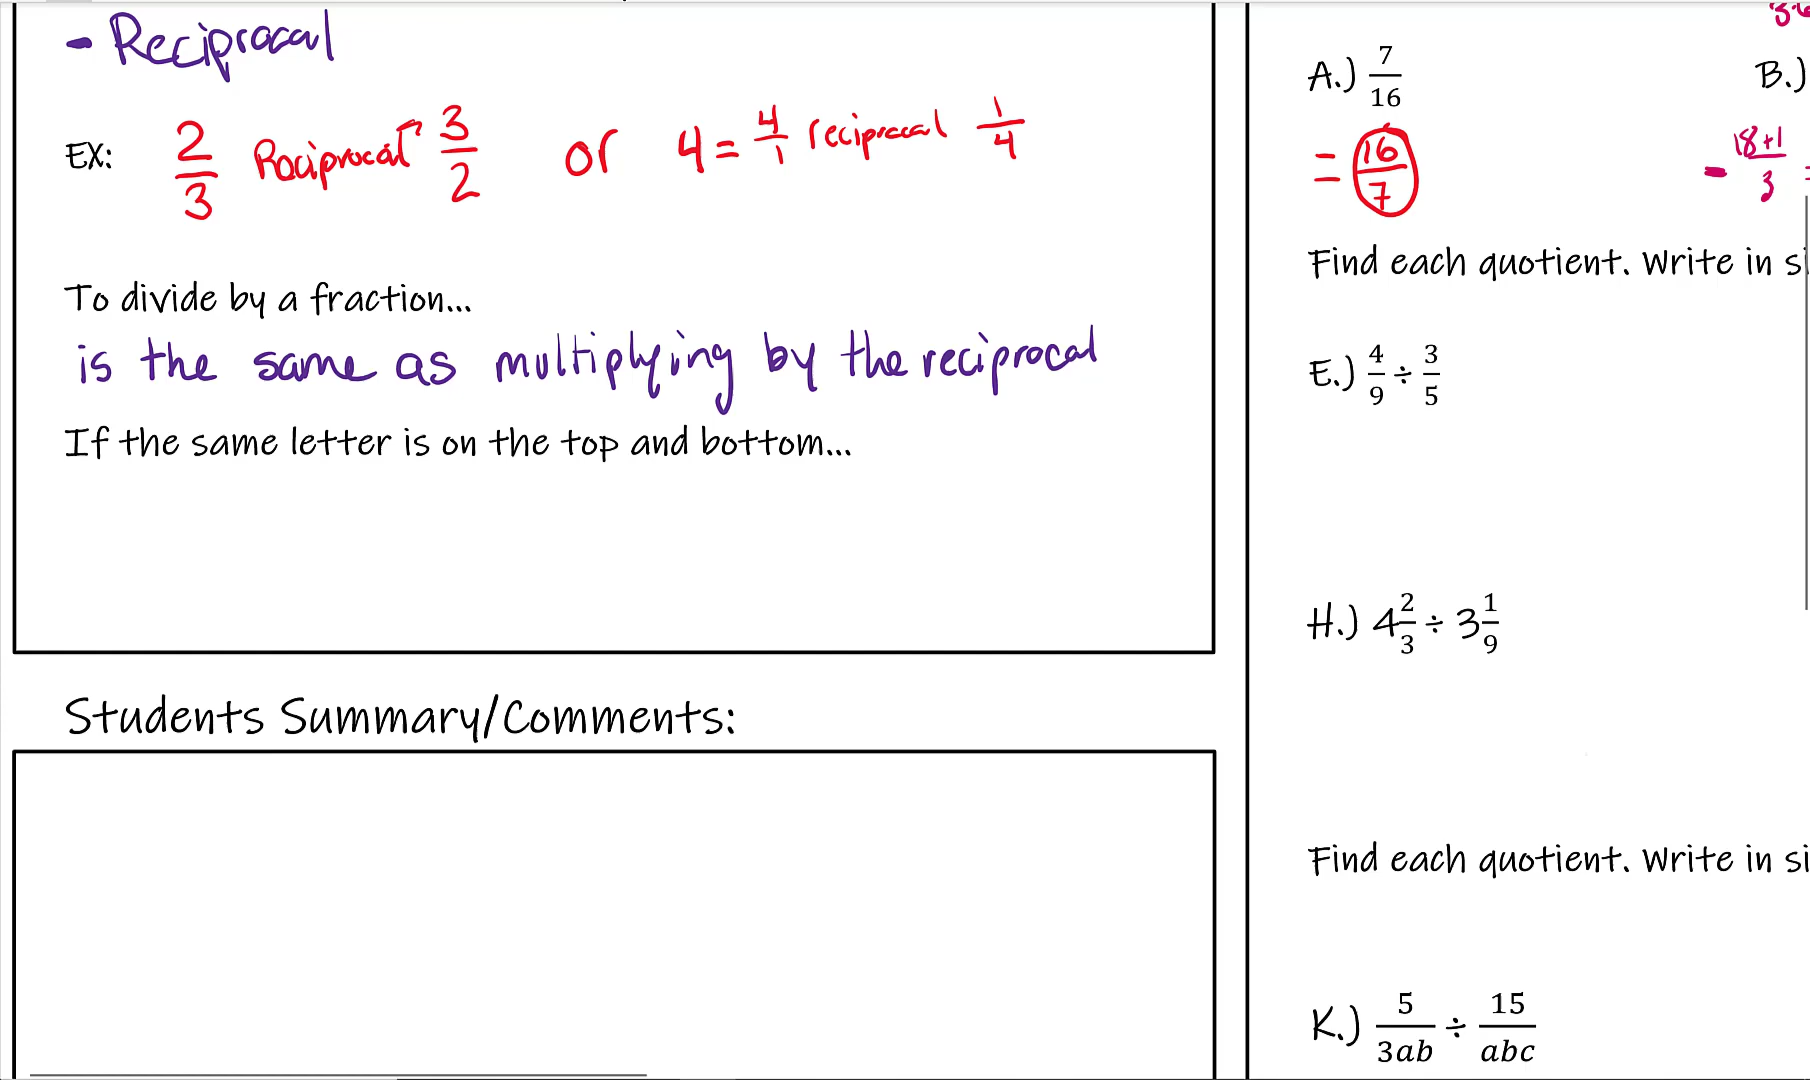 - Reciprocal
EX: 2/3 Reciprocal 3/2 or 4 = 4/1 reciprocal 1/4
To divide by a fraction...
is the same as multiplying by the reciprocal
If the same letter is on the top and bottom...
Students Summary/Comments:
A.) 7/16
= 16/7
B.)
- 18+1/3 =
Find each quotient. Write in si
E.) 4/9 ÷ 3/5
H.) 4 2/3 ÷ 3 1/9
Find each quotient. Write in si
K.) 5/3ab ÷ 15/abc